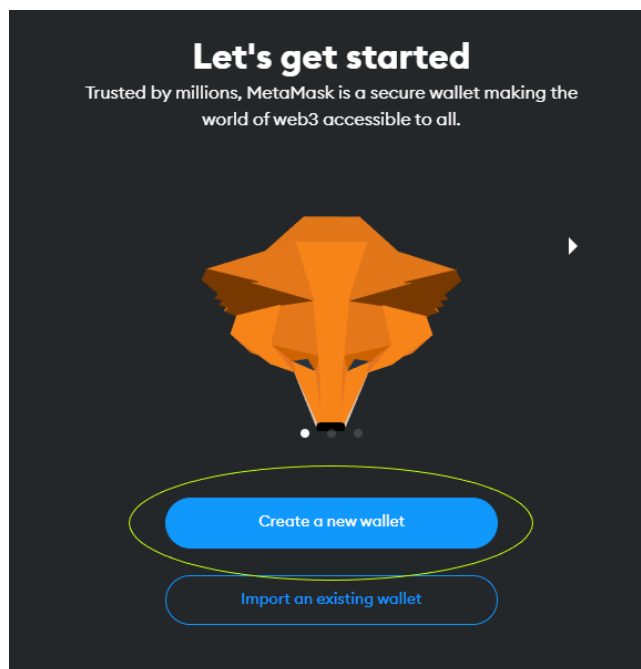 Let's get started
Trusted by millions, MetaMask is a secure wallet making the
world of web3 accessible to all.
Create a new wallet
Import an existing wallet